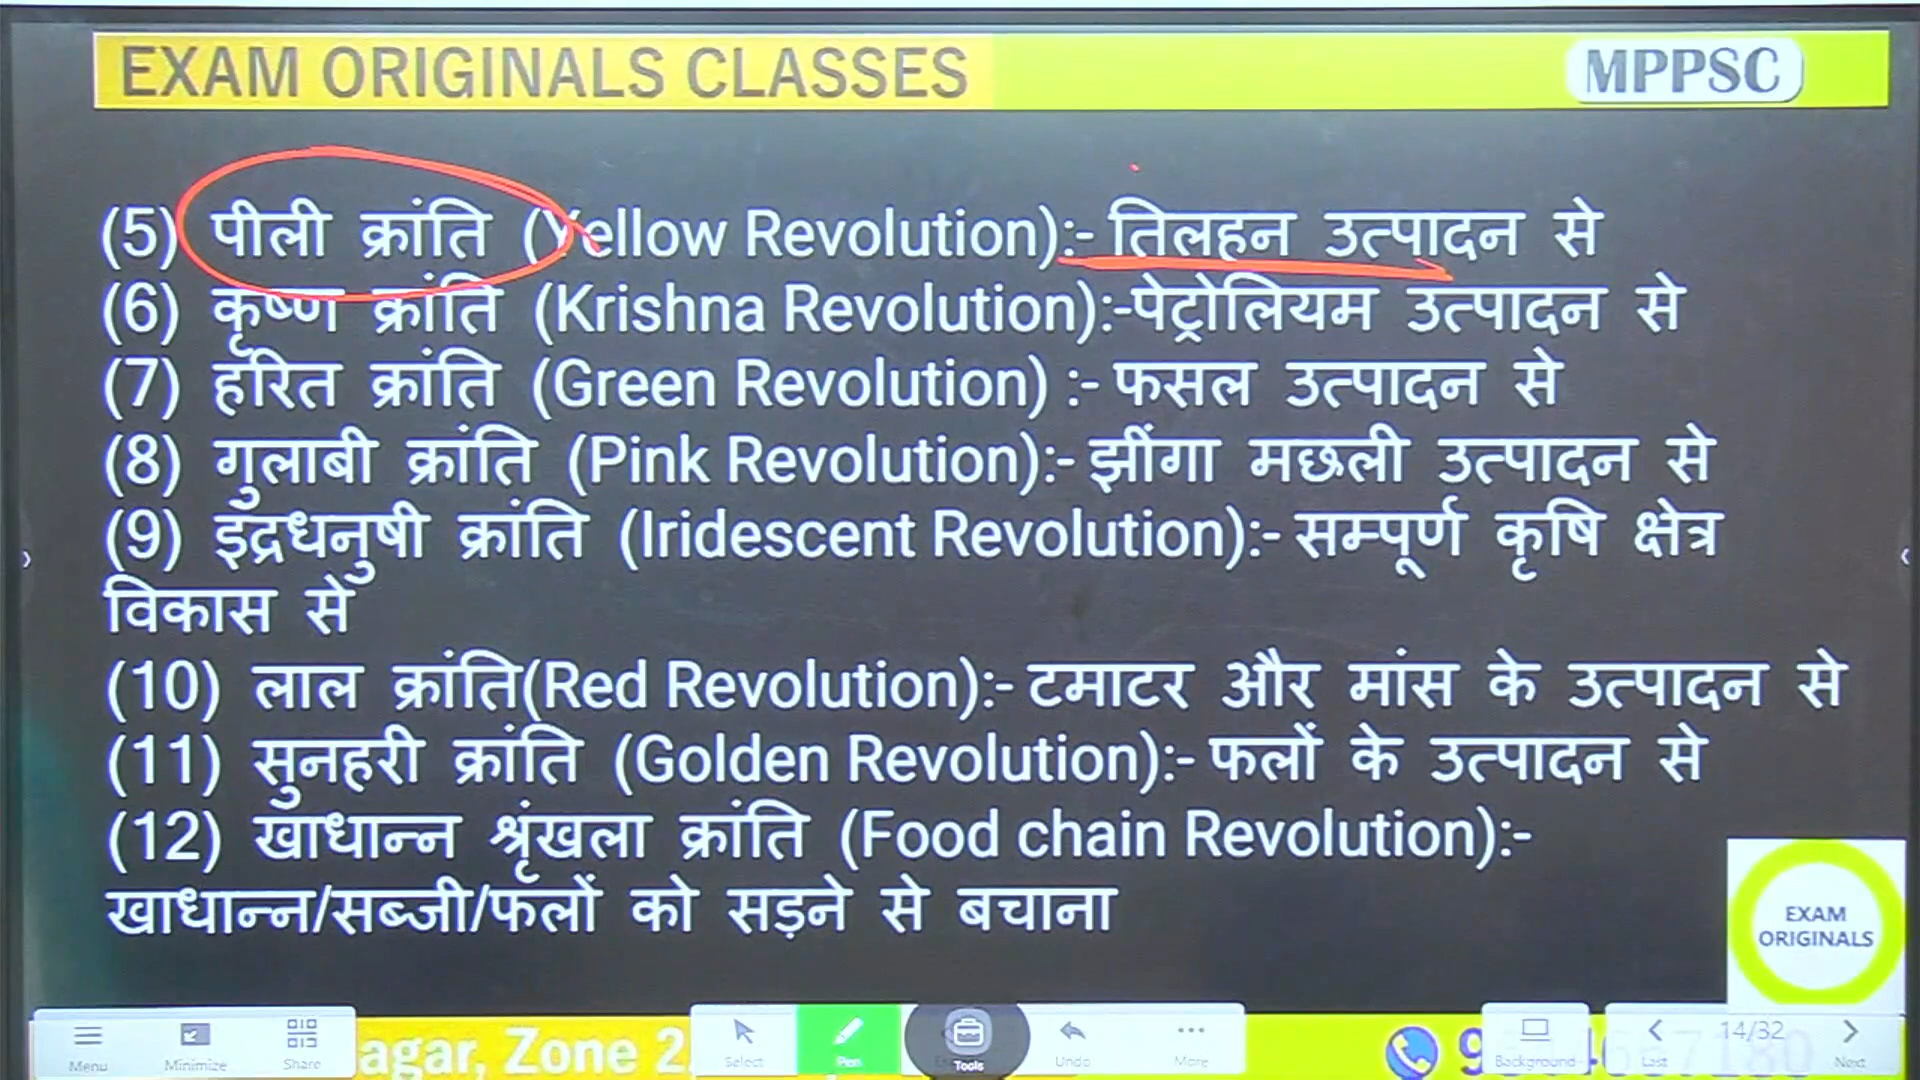 EXAM ORIGINALS CLASSES
MPPSC
(5) पीली क्रांति (Yellow Revolution):- तिलहन उत्पादन से
(6) कृष्ण क्रांति (Krishna Revolution):-पेट्रोलियम उत्पादन से
(7) हरित क्रांति (Green Revolution) :- फसल उत्पादन से
(8) गुलाबी क्रांति (Pink Revolution):- झींगा मछली उत्पादन से
(9) इंद्रधनुषी क्रांति (Iridescent Revolution):- सम्पूर्ण कृषि क्षेत्र
विकास से
(10) लाल क्रांति(Red Revolution):- टमाटर और मांस के उत्पादन से
(11) सुनहरी क्रांति (Golden Revolution):- फलों के उत्पादन से
(12) खाधान्न श्रृंखला क्रांति (Food chain Revolution):-
खाधान्न/सब्जी/फलों को सड़ने से बचाना
EXAM
ORIGINALS
agar, Zone 2
Menu
Minimize
Share
Select
Pen
Tools
Undo
More
Background
Last
14/32
Next